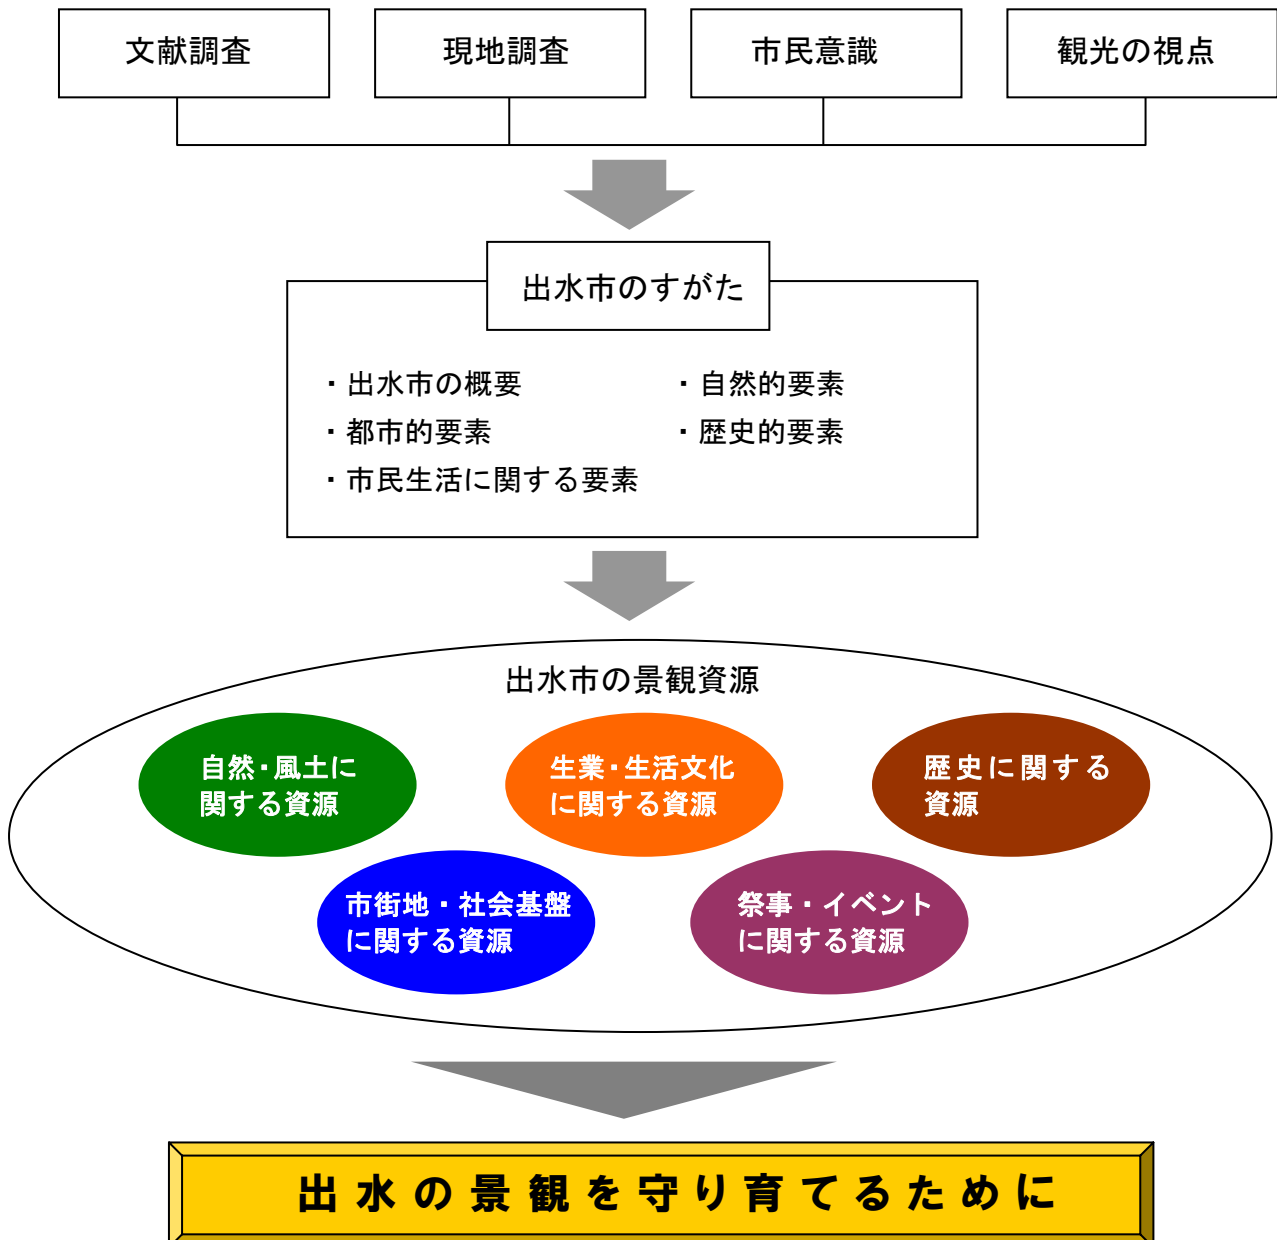 文献調査
現地調査
市民意識
観光の視点
出水市のすがた
・出水市の概要
・自然的要素
・都市的要素
・歴史的要素
・市民生活に関する要素
出水市の景観資源
自然・風土に
関する資源
生業・生活文化
に関する資源
歴史に関する
資源
市街地・社会基盤
に関する資源
祭事・イベント
に関する資源
出水の景観を守り育てるために